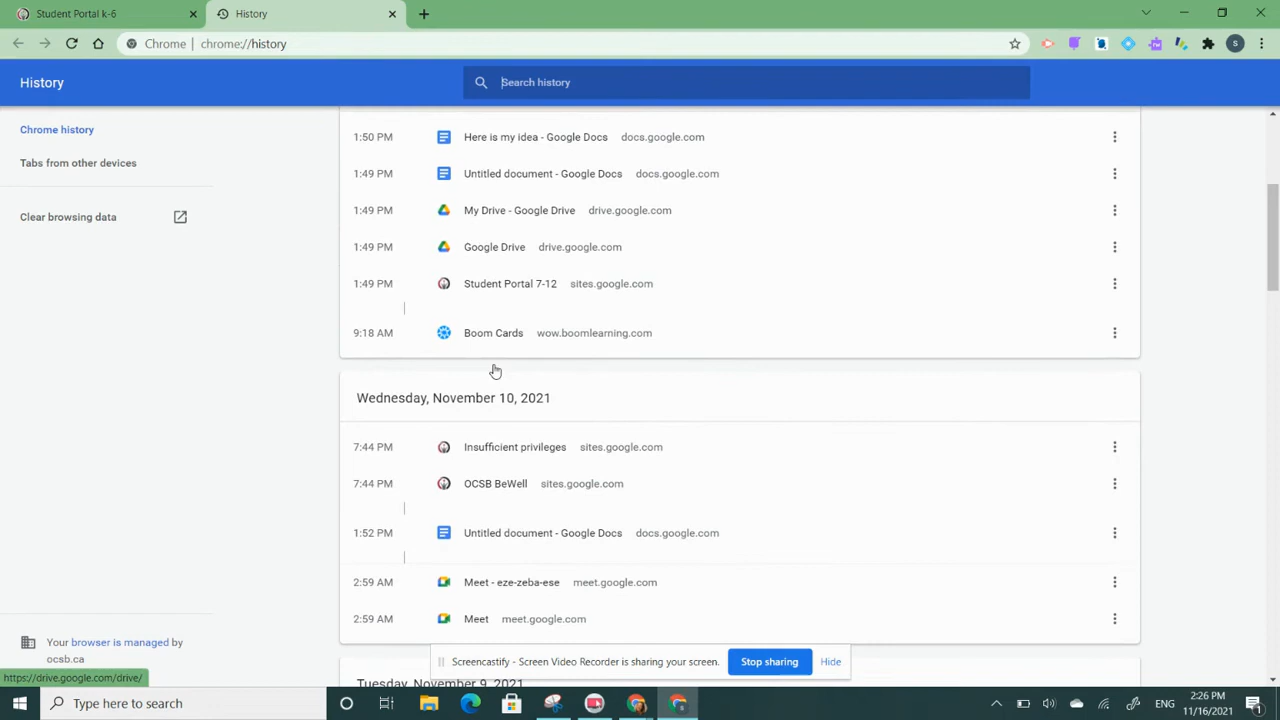 Student Portal k-6
History
Chrome | chrome://history
S
History
Search history
Chrome history
Tabs from other devices
Clear browsing data
1:50 PM Here is my idea - Google Docs docs.google.com
1:49 PM Untitled document - Google Docs docs.google.com
1:49 PM My Drive - Google Drive drive.google.com
1:49 PM Google Drive drive.google.com
1:49 PM Student Portal 7-12 sites.google.com
9:18 AM Boom Cards wow.boomlearning.com
Wednesday, November 10, 2021
7:44 PM Insufficient privileges sites.google.com
7:44 PM OCSB BeWell sites.google.com
1:52 PM Untitled document - Google Docs docs.google.com
2:59 AM Meet - eze-zeba-ese meet.google.com
2:59 AM Meet meet.google.com
Tuesday, November 9, 2021
Your browser is managed by
ocsb.ca
https://drive.google.com/drive/
Screencastify - Screen Video Recorder is sharing your screen.
Stop sharing
Hide
Type here to search
2:26 PM
11/16/2021
1